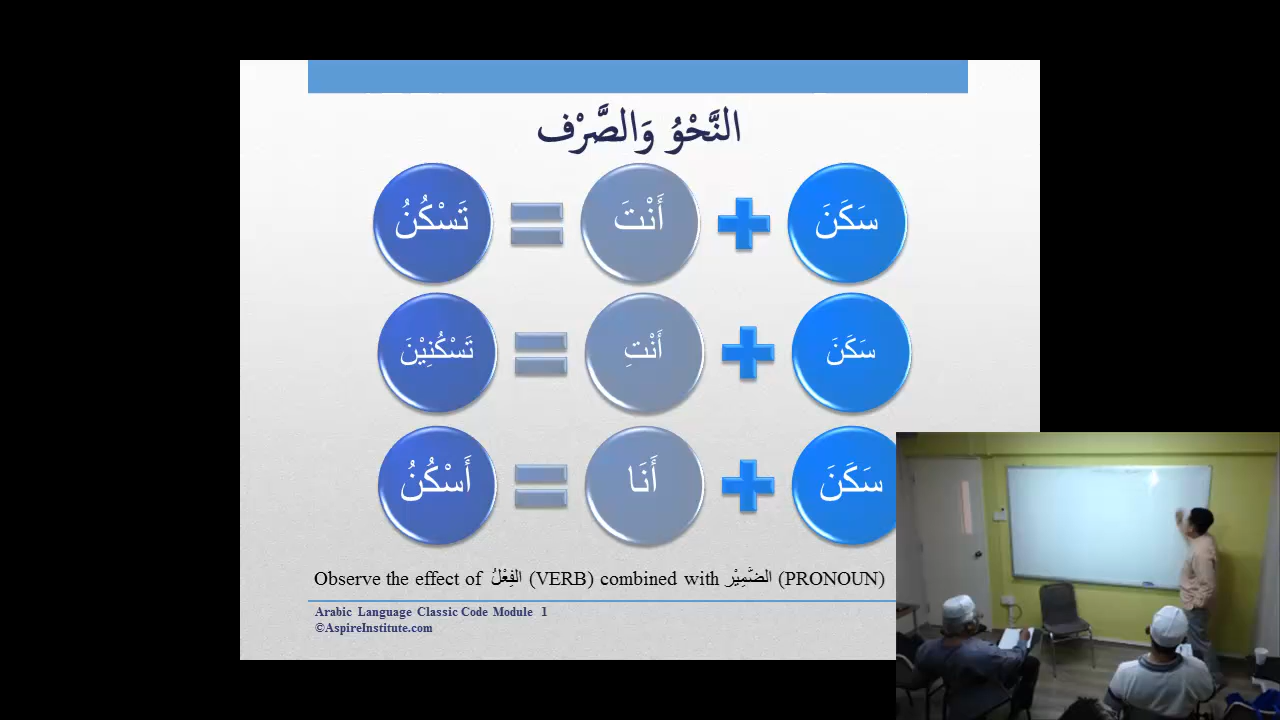 النَّحْوُ وَالصَّرْف
سَكَنَ + أَنْتَ = تَسْكُنُ
سَكَنَ + أَنْتِ = تَسْكُنِيْنَ
سَكَنَ + أَنَا = أَسْكُنُ
Observe the effect of الفِعْلُ (VERB) combined with الضَّمِيْر (PRONOUN)
Arabic Language Classic Code Module 1
©AspireInstitute.com